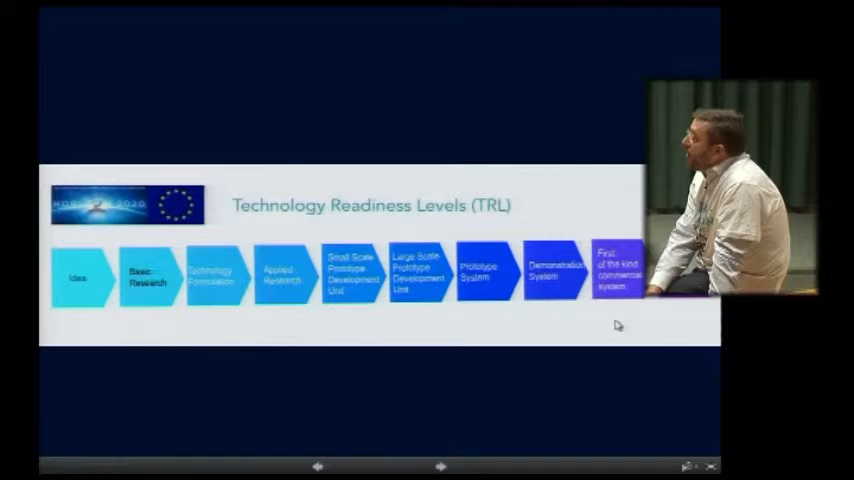 HORIZON 2020
Technology Readiness Levels (TRL)
Idea
Basic
Research
Technology
Formulation
Applied
Research
Small Scale
Prototype
Development
Unit
Large Scale
Prototype
Development
Unit
Prototype
System
Demonstration
System
First
of the kind
commercial
system